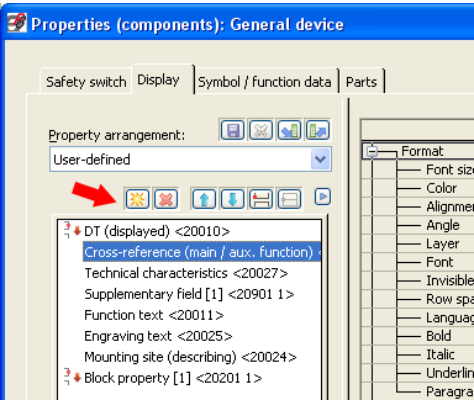 Properties (components): General device
Safety switch Display Symbol / function data Parts
Property arrangement:
User-defined
DT (displayed) <20010>
Cross-reference (main / aux. function) <
Technical characteristics <20027>
Supplementary field [1] <20901 1>
Function text <20011>
Engraving text <20025>
Mounting site (describing) <20024>
Block property [1] <20201 1>
Format
Font size
Color
Alignmen
Angle
Layer
Font
Invisible
Row spa
Languag
Bold
Italic
Underlin
Paragra